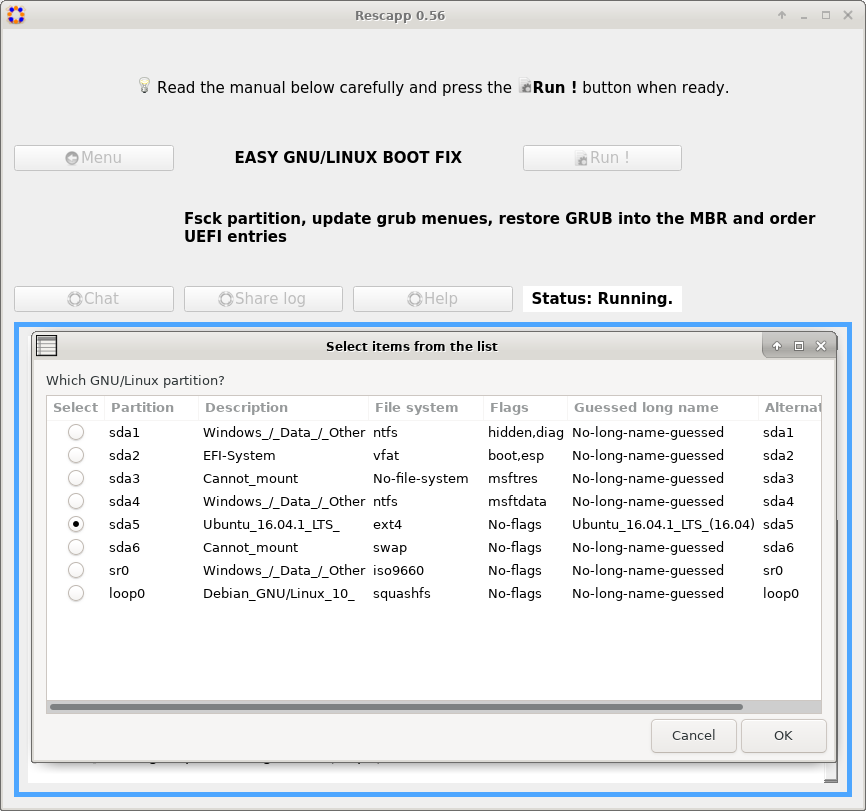 Rescapp 0.56
Read the manual below carefully and press the Run ! button when ready.
Menu EASY GNU/LINUX BOOT FIX Run !
Fsck partition, update grub menues, restore GRUB into the MBR and order
UEFI entries
Chat Share log Help Status: Running.
Select items from the list
Which GNU/Linux partition?
Select Partition Description File system Flags Guessed long name Alternat
sda1 Windows_/_Data_/_Other ntfs hidden,diag No-long-name-guessed sda1
sda2 EFI-System vfat boot,esp No-long-name-guessed sda2
sda3 Cannot_mount No-file-system msftres No-long-name-guessed sda3
sda4 Windows_/_Data_/_Other ntfs msftdata No-long-name-guessed sda4
sda5 Ubuntu_16.04.1_LTS_ ext4 No-flags Ubuntu_16.04.1_LTS_(16.04) sda5
sda6 Cannot_mount swap No-flags No-long-name-guessed sda6
sr0 Windows_/_Data_/_Other iso9660 No-flags No-long-name-guessed sr0
loop0 Debian_GNU/Linux_10_ squashfs No-flags No-long-name-guessed loop0
Cancel OK